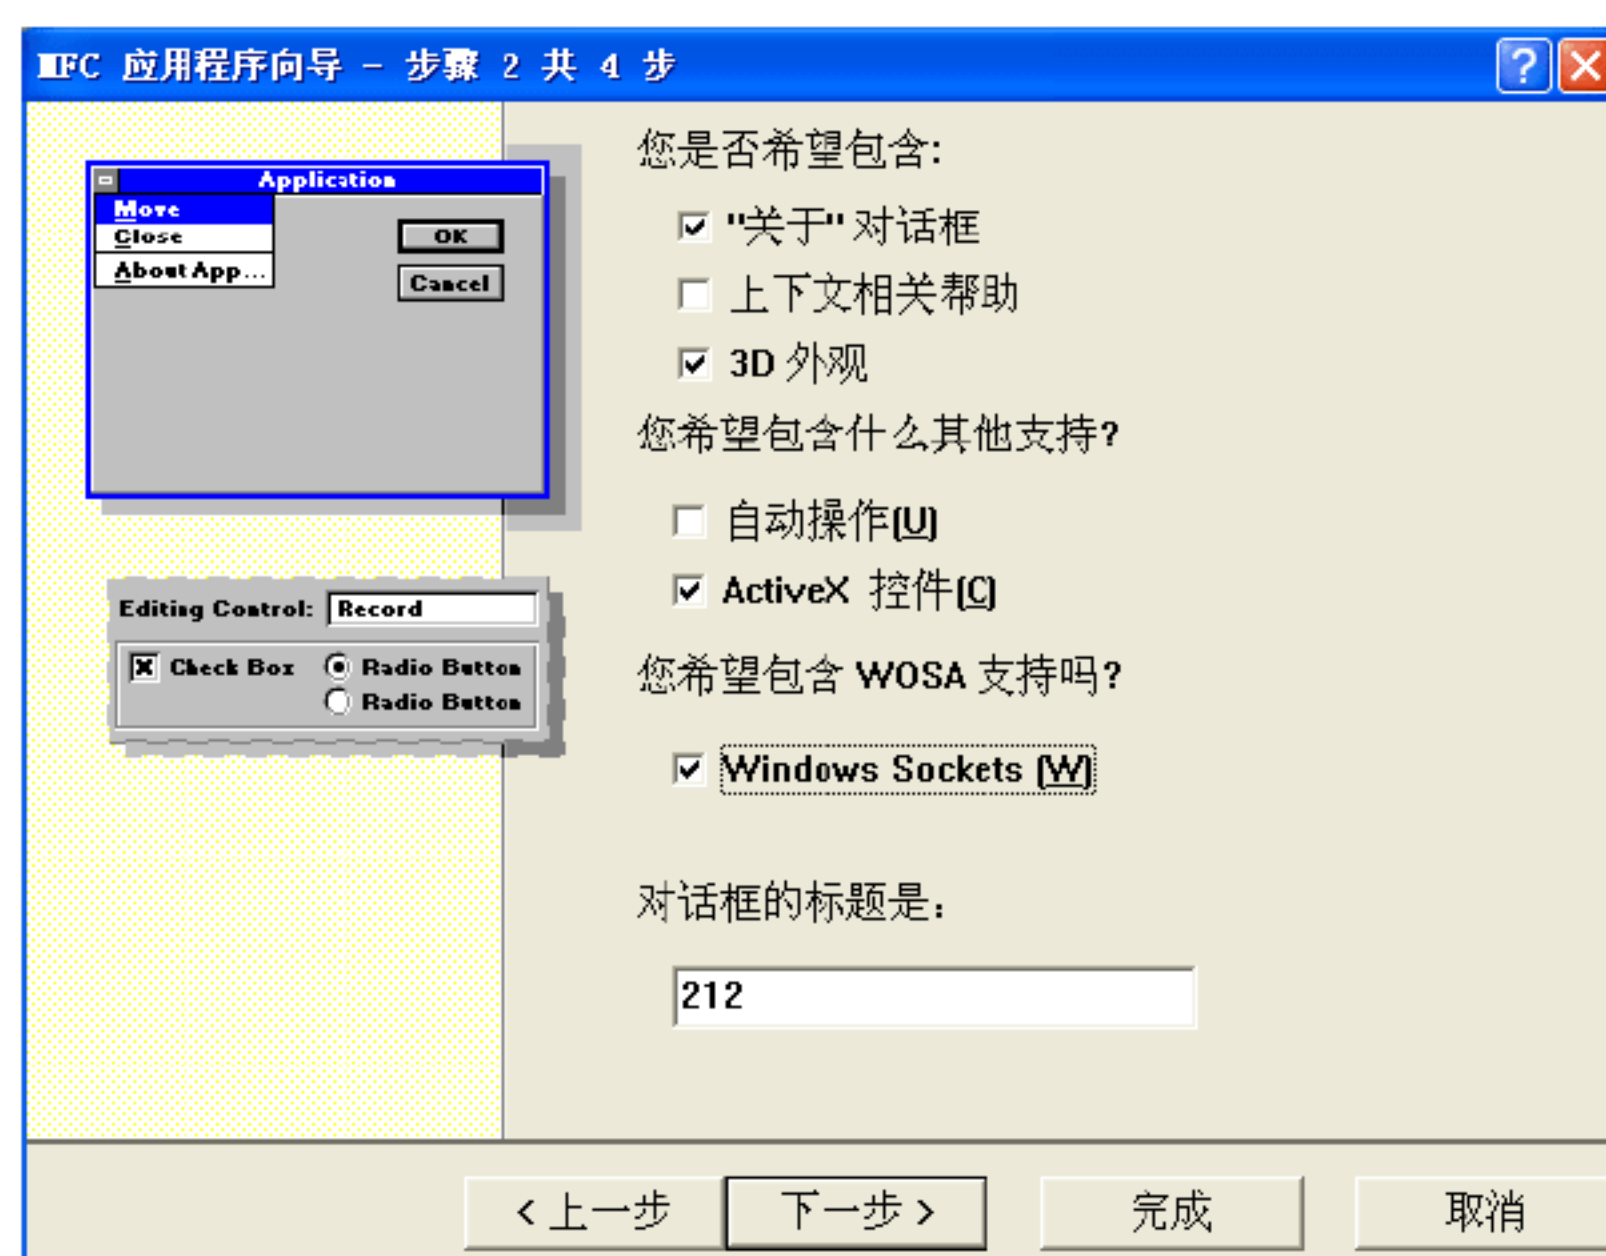 MFC 应用程序向导 - 步骤 2 共 4 步
Application
Move
Close
About App...
OK
Cancel
Editing Control: Record
Check Box
Radio Button
Radio Button
您是否希望包含:
"关于" 对话框
上下文相关帮助
3D 外观
您希望包含什么其他支持?
自动操作(U)
ActiveX 控件(C)
您希望包含 WOSA 支持吗?
Windows Sockets (W)
对话框的标题是:
212
< 上一步
下一步 >
完成
取消